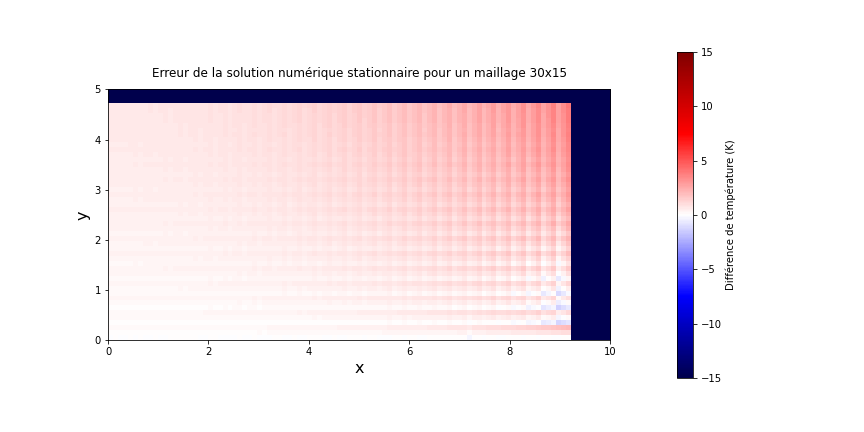 Erreur de la solution numérique stationnaire pour un maillage 30x15
5
4
3
2
1
0
y
0 2 4 6 8 10
x
15
10
5
0
−5
−10
−15
Différence de température (K)